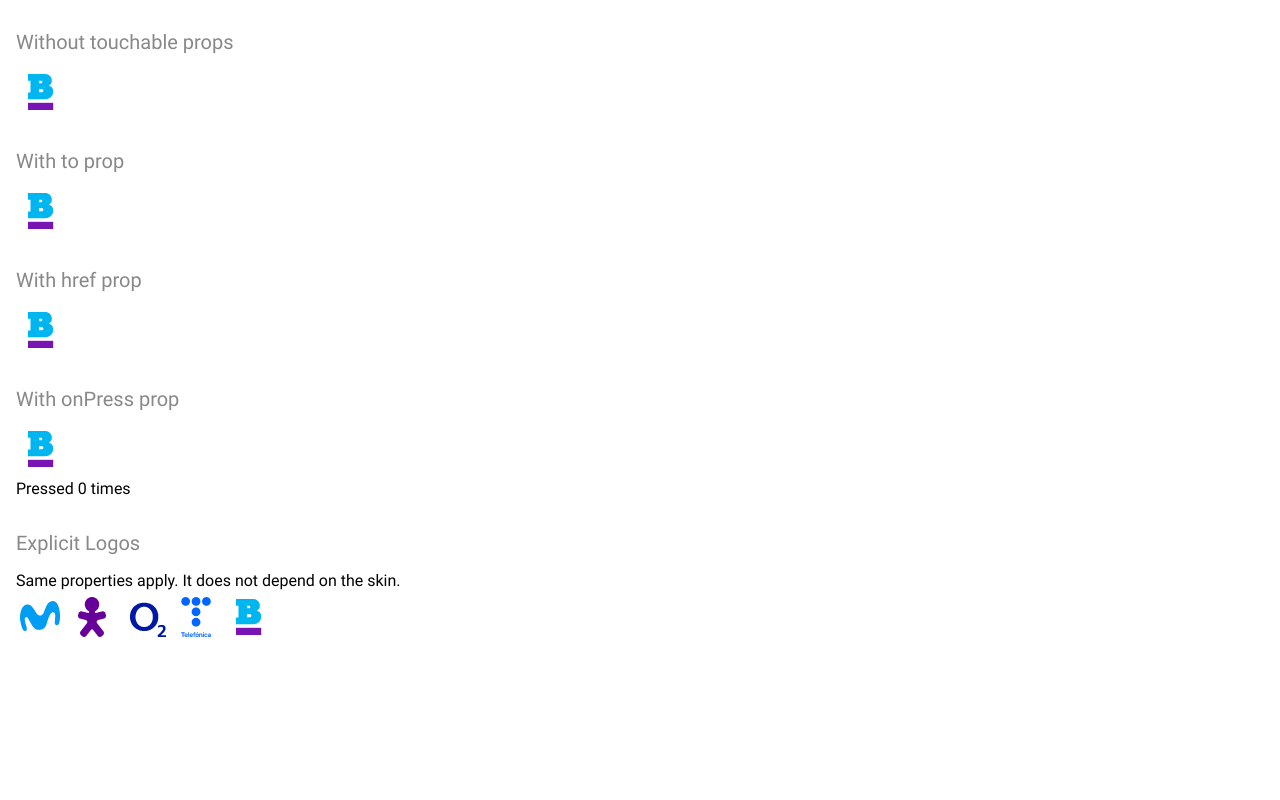 Without touchable props
B
With to prop
B
With href prop
B
With onPress prop
B
Pressed 0 times
Explicit Logos
Same properties apply. It does not depend on the skin.
O2 Telefónica B